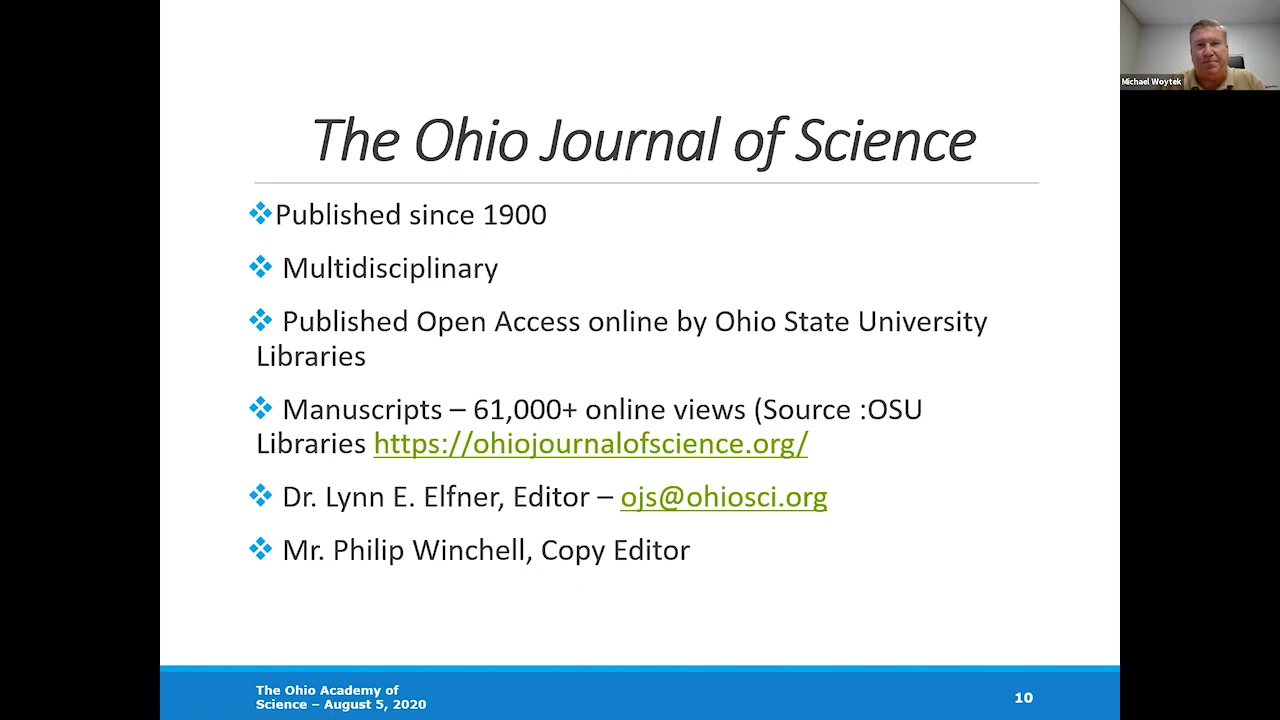 Michael Woytek
The Ohio Journal of Science
Published since 1900
Multidisciplinary
Published Open Access online by Ohio State University
Libraries
Manuscripts – 61,000+ online views (Source :OSU
Libraries https://ohiojournalofscience.org/
Dr. Lynn E. Elfner, Editor – ojs@ohiosci.org
Mr. Philip Winchell, Copy Editor
The Ohio Academy of
Science – August 5, 2020
10